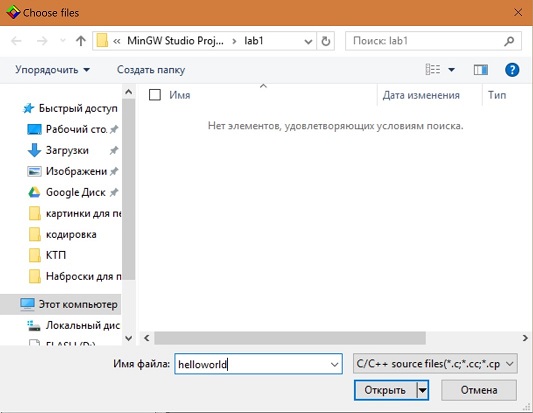 Choose files
« MinGW Studio Proj... › lab1
Поиск: lab1
Упорядочить
Создать папку
Имя
Дата изменения
Тип
Нет элементов, удовлетворяющих условиям поиска.
Быстрый доступ
Рабочий сто.
Загрузки
Изображени
Google Диск
картинки для пе
кодировка
КТП
Наброски для п
Этот компьютер
Локальный дис
FLASH (D:)
Имя файла:
helloworld
C/C++ source files(*.c;*.cc;*.cp
Открыть
Отмена